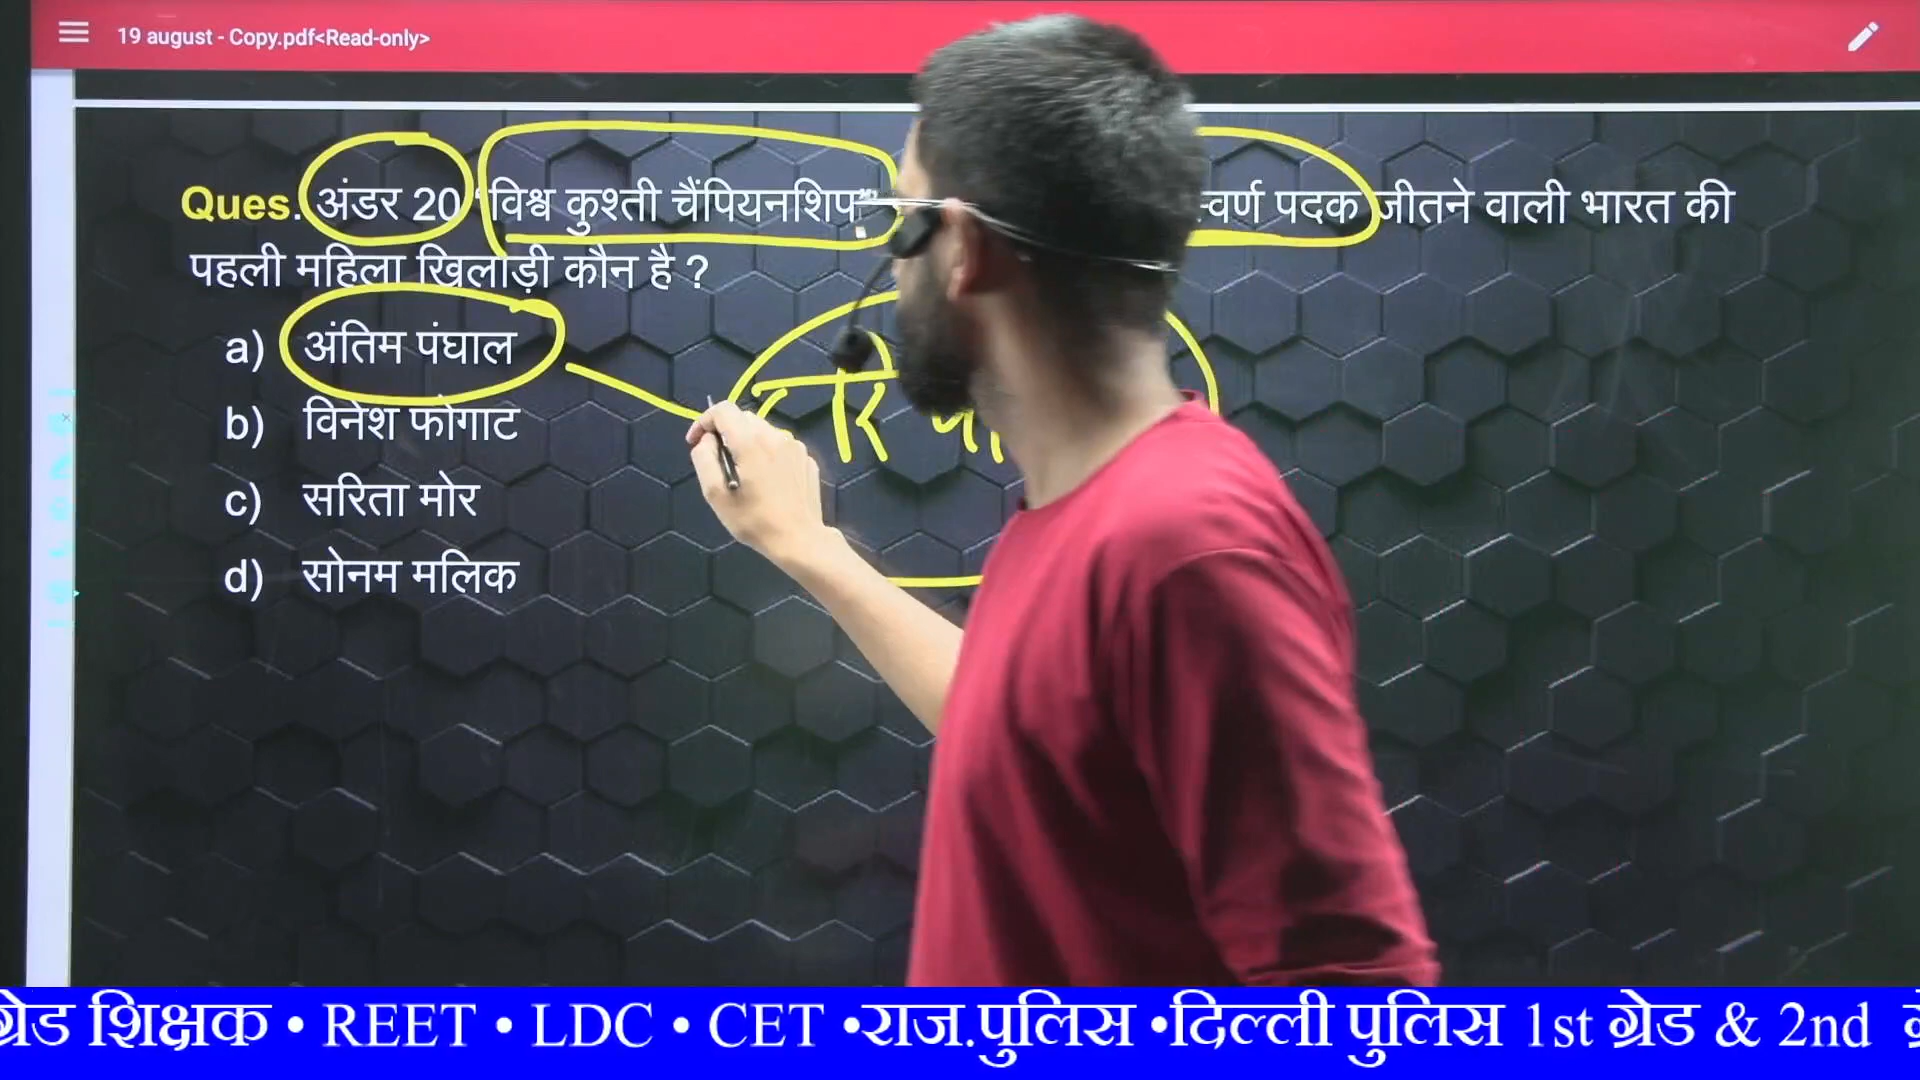 19 august - Copy.pdf<Read-only>
Ques. अंडर 20 "विश्व कुश्ती चैंपियनशिप" पदक जीतने वाली भारत की
पहली महिला खिलाड़ी कौन है ?
a) अंतिम पंघाल
b) विनेश फोगाट
c) सरिता मोर
d) सोनम मलिक
शिक्षक • REET • LDC • CET •राज.पुलिस •दिल्ली पुलिस 1st ग्रेड & 2nd